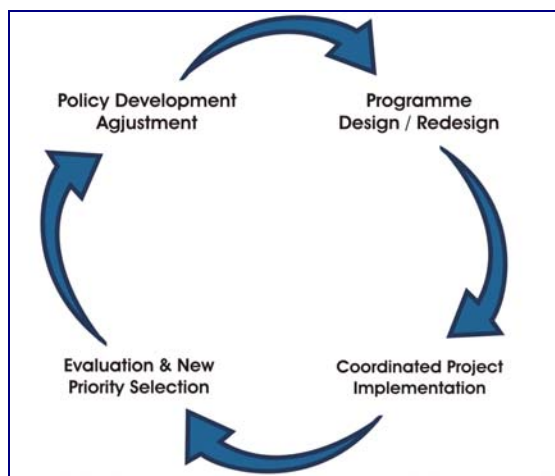 Policy Development
Agjustment
Programme
Design / Redesign
Evaluation & New
Priority Selection
Coordinated Project
Implementation